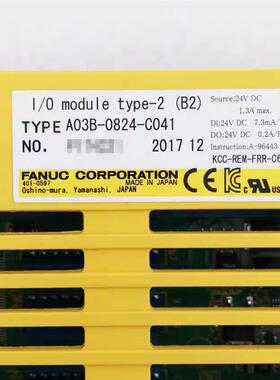 I/O module type-2 (B2)
TYPE A03B-0824-C041
NO.
2017 12
Source:24V DC
1.3A max.
DI:24V DC 7.3mA/
DO:24V DC 0.2A/
Instruction:A-96443
KCC-REM-FRR-C6
FANUC CORPORATION
401-0597
Oshino-mura, Yamanashi, JAPAN
MADE IN JAPAN
CE